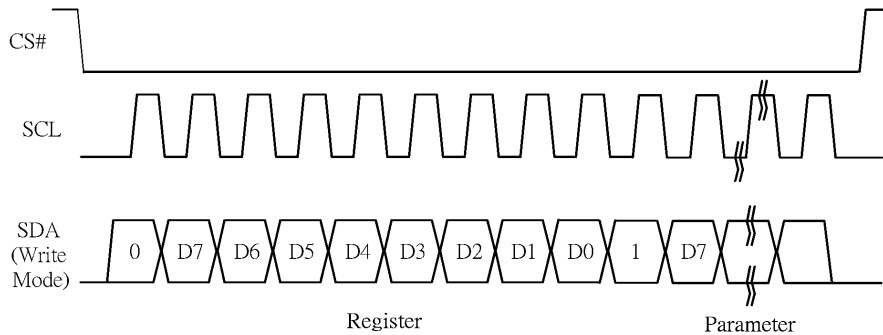 CS#
SCL
SDA
(Write
Mode)
0 D7 D6 D5 D4 D3 D2 D1 D0 1 D7
Register Parameter